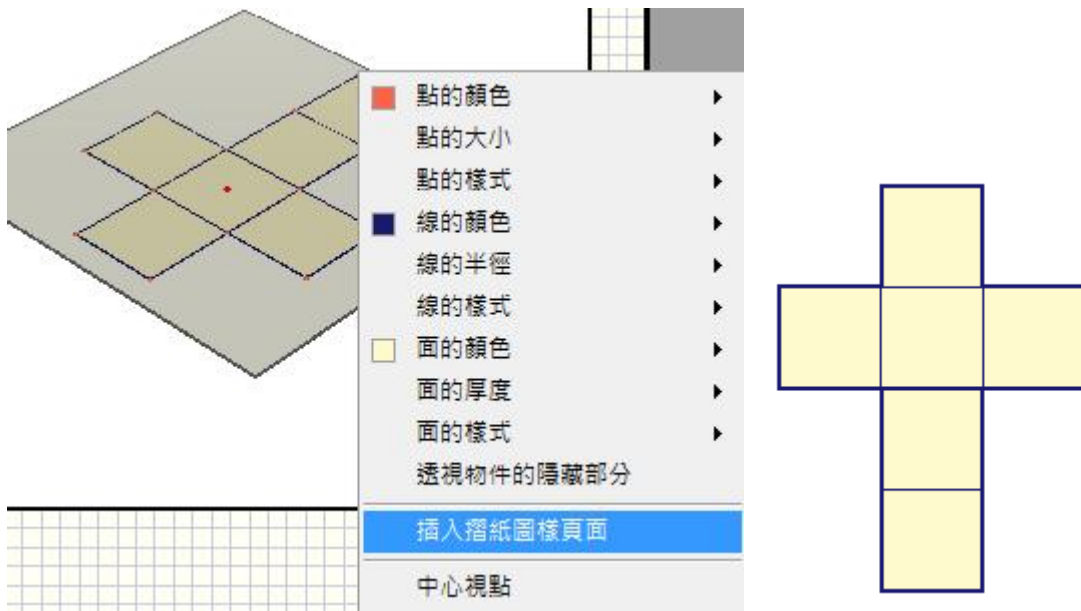 點的顏色
點的大小
點的樣式
線的顏色
線的半徑
線的樣式
面的顏色
面的厚度
面的樣式
透視物件的隱藏部分
插入摺紙圖樣頁面
中心視點